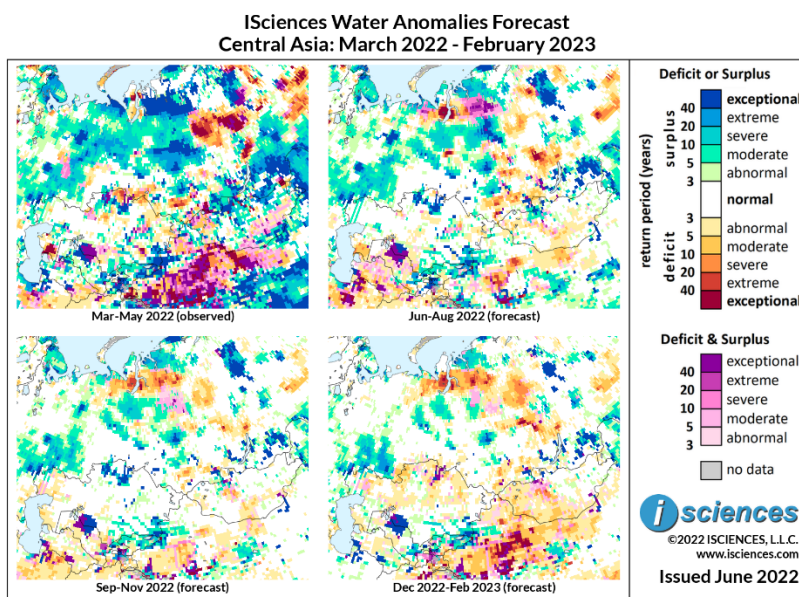 ISciences Water Anomalies Forecast
Central Asia: March 2022 - February 2023
Mar-May 2022 (observed)
Jun-Aug 2022 (forecast)
Sep-Nov 2022 (forecast)
Dec 2022-Feb 2023 (forecast)
Deficit or Surplus
return period (years)
surplus
deficit
40
20
10
5
3
3
5
10
20
40
exceptional
extreme
severe
moderate
abnormal
normal
abnormal
moderate
severe
extreme
exceptional
Deficit & Surplus
40
20
10
5
3
exceptional
extreme
severe
moderate
abnormal
no data
i sciences
©2022 ISCIENCES, L.L.C.
www.isciences.com
Issued June 2022